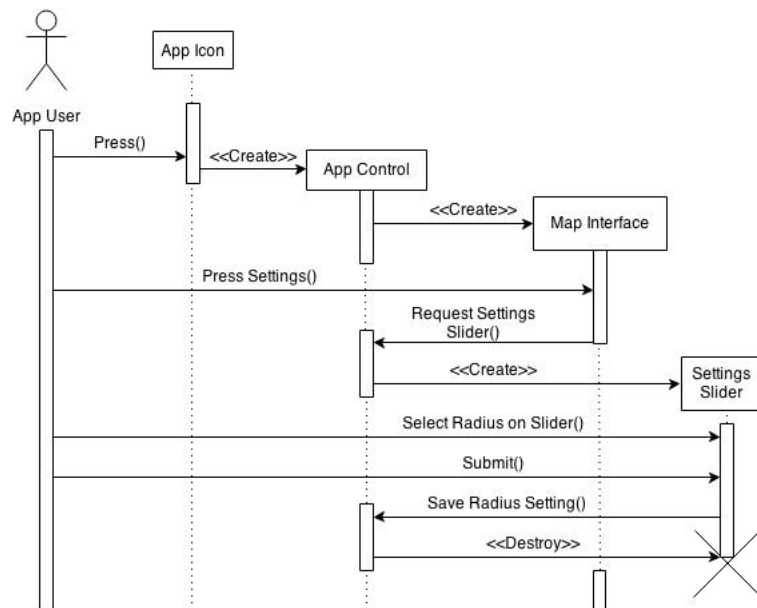 App Icon
App User
Press()
<<Create>>
App Control
<<Create>>
Map Interface
Press Settings()
Request Settings
Slider()
<<Create>>
Settings
Slider
Select Radius on Slider()
Submit()
Save Radius Setting()
<<Destroy>>